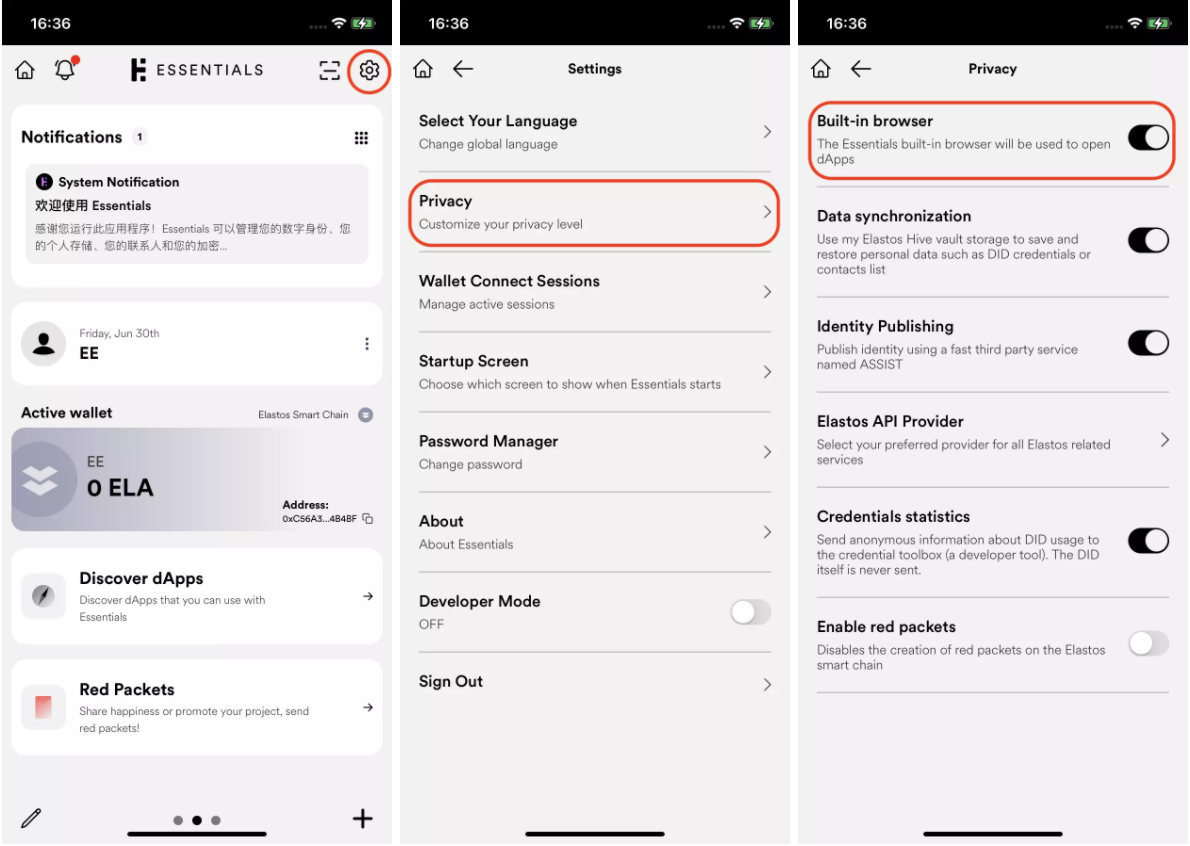 16:36
ESSENTIALS
Notifications 1
System Notification
欢迎使用 Essentials
感谢您运行此应用程序！Essentials 可以管理您的数字身份、您
的个人存储、您的联系人和您的加密...
Friday, Jun 30th
EE
Active wallet
Elastos Smart Chain
EE
0 ELA
Address:
0xC56A3...4B4BF
Discover dApps
Discover dApps that you can use with
Essentials
Red Packets
Share happiness or promote your project, send
red packets!
16:36
Settings
Select Your Language
Change global language
Privacy
Customize your privacy level
Wallet Connect Sessions
Manage active sessions
Startup Screen
Choose which screen to show when Essentials starts
Password Manager
Change password
About
About Essentials
Developer Mode
OFF
Sign Out
16:36
Privacy
Built-in browser
The Essentials built-in browser will be used to open
dApps
Data synchronization
Use my Elastos Hive vault storage to save and
restore personal data such as DID credentials or
contacts list
Identity Publishing
Publish identity using a fast third party service
named ASSIST
Elastos API Provider
Select your preferred provider for all Elastos related
services
Credentials statistics
Send anonymous information about DID usage to
the credential toolbox (a developer tool). The DID
itself is never sent.
Enable red packets
Disables the creation of red packets on the Elastos
smart chain